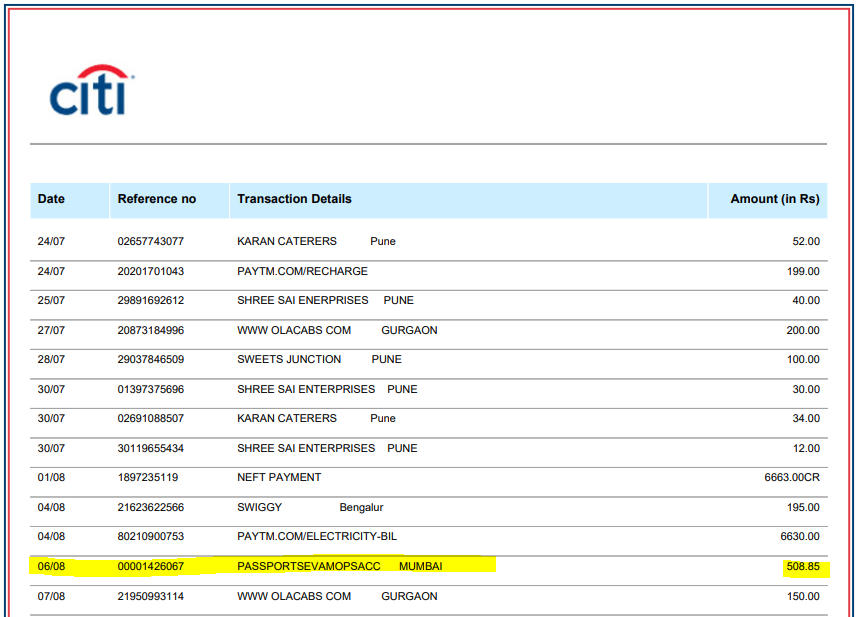 citi
Date Reference no Transaction Details Amount (in Rs)
24/07 02657743077 KARAN CATERERS Pune 52.00
24/07 20201701043 PAYTM.COM/RECHARGE 199.00
25/07 29891692612 SHREE SAI ENERPRISES PUNE 40.00
27/07 20873184996 WWW OLACABS COM GURGAON 200.00
28/07 29037846509 SWEETS JUNCTION PUNE 100.00
30/07 01397375696 SHREE SAI ENTERPRISES PUNE 30.00
30/07 02691088507 KARAN CATERERS Pune 34.00
30/07 30119655434 SHREE SAI ENTERPRISES PUNE 12.00
01/08 1897235119 NEFT PAYMENT 6663.00CR
04/08 21623622566 SWIGGY Bengalur 195.00
04/08 80210900753 PAYTM.COM/ELECTRICITY-BIL 6630.00
06/08 00001426067 PASSPORTSEVAMOPSACC MUMBAI 508.85
07/08 21950993114 WWW OLACABS COM GURGAON 150.00